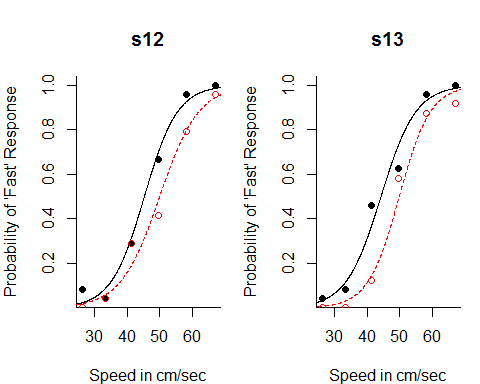 s12
Probability of 'Fast' Response
0.2 0.4 0.6 0.8 1.0
30 40 50 60
Speed in cm/sec
s13
Probability of 'Fast' Response
0.2 0.4 0.6 0.8 1.0
30 40 50 60
Speed in cm/sec